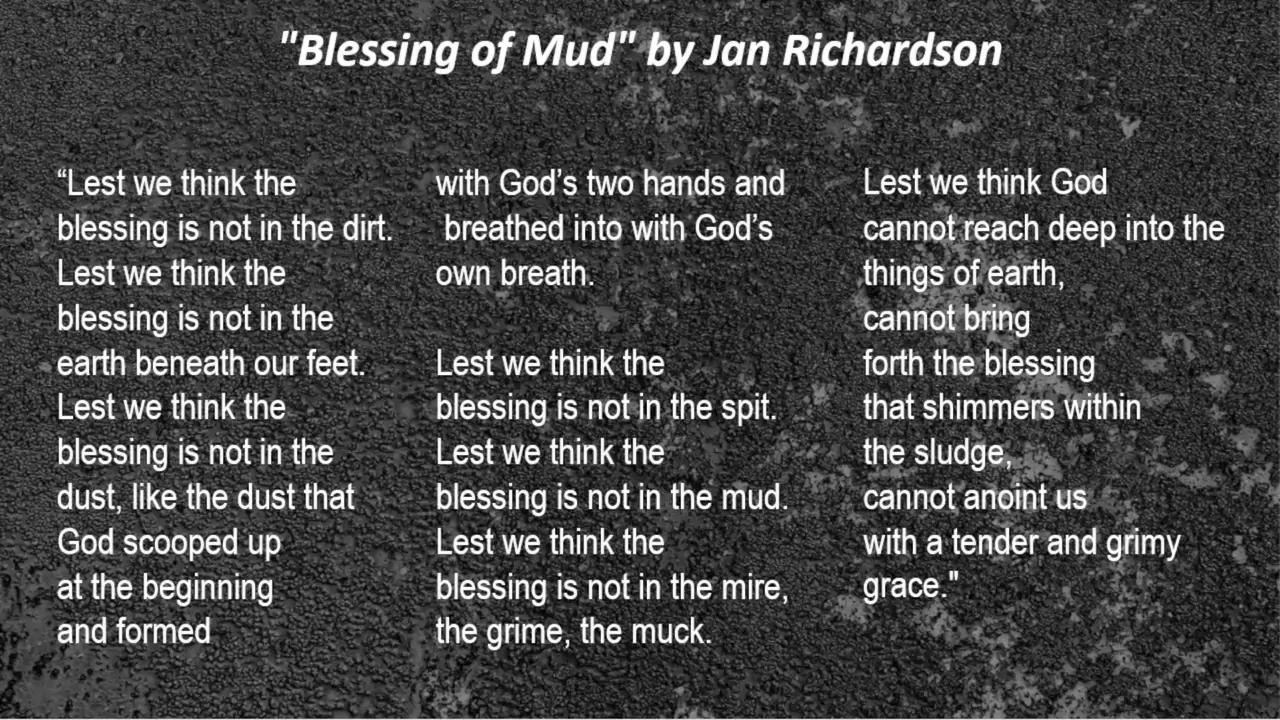 "Blessing of Mud" by Jan Richardson
“Lest we think the
blessing is not in the dirt.
Lest we think the
blessing is not in the
earth beneath our feet.
Lest we think the
blessing is not in the
dust, like the dust that
God scooped up
at the beginning
and formed
with God’s two hands and
breathed into with God’s
own breath.
Lest we think the
blessing is not in the spit.
Lest we think the
blessing is not in the mud.
Lest we think the
blessing is not in the mire,
the grime, the muck.
Lest we think God
cannot reach deep into the
things of earth,
cannot bring
forth the blessing
that shimmers within
the sludge,
cannot anoint us
with a tender and grimy
grace."